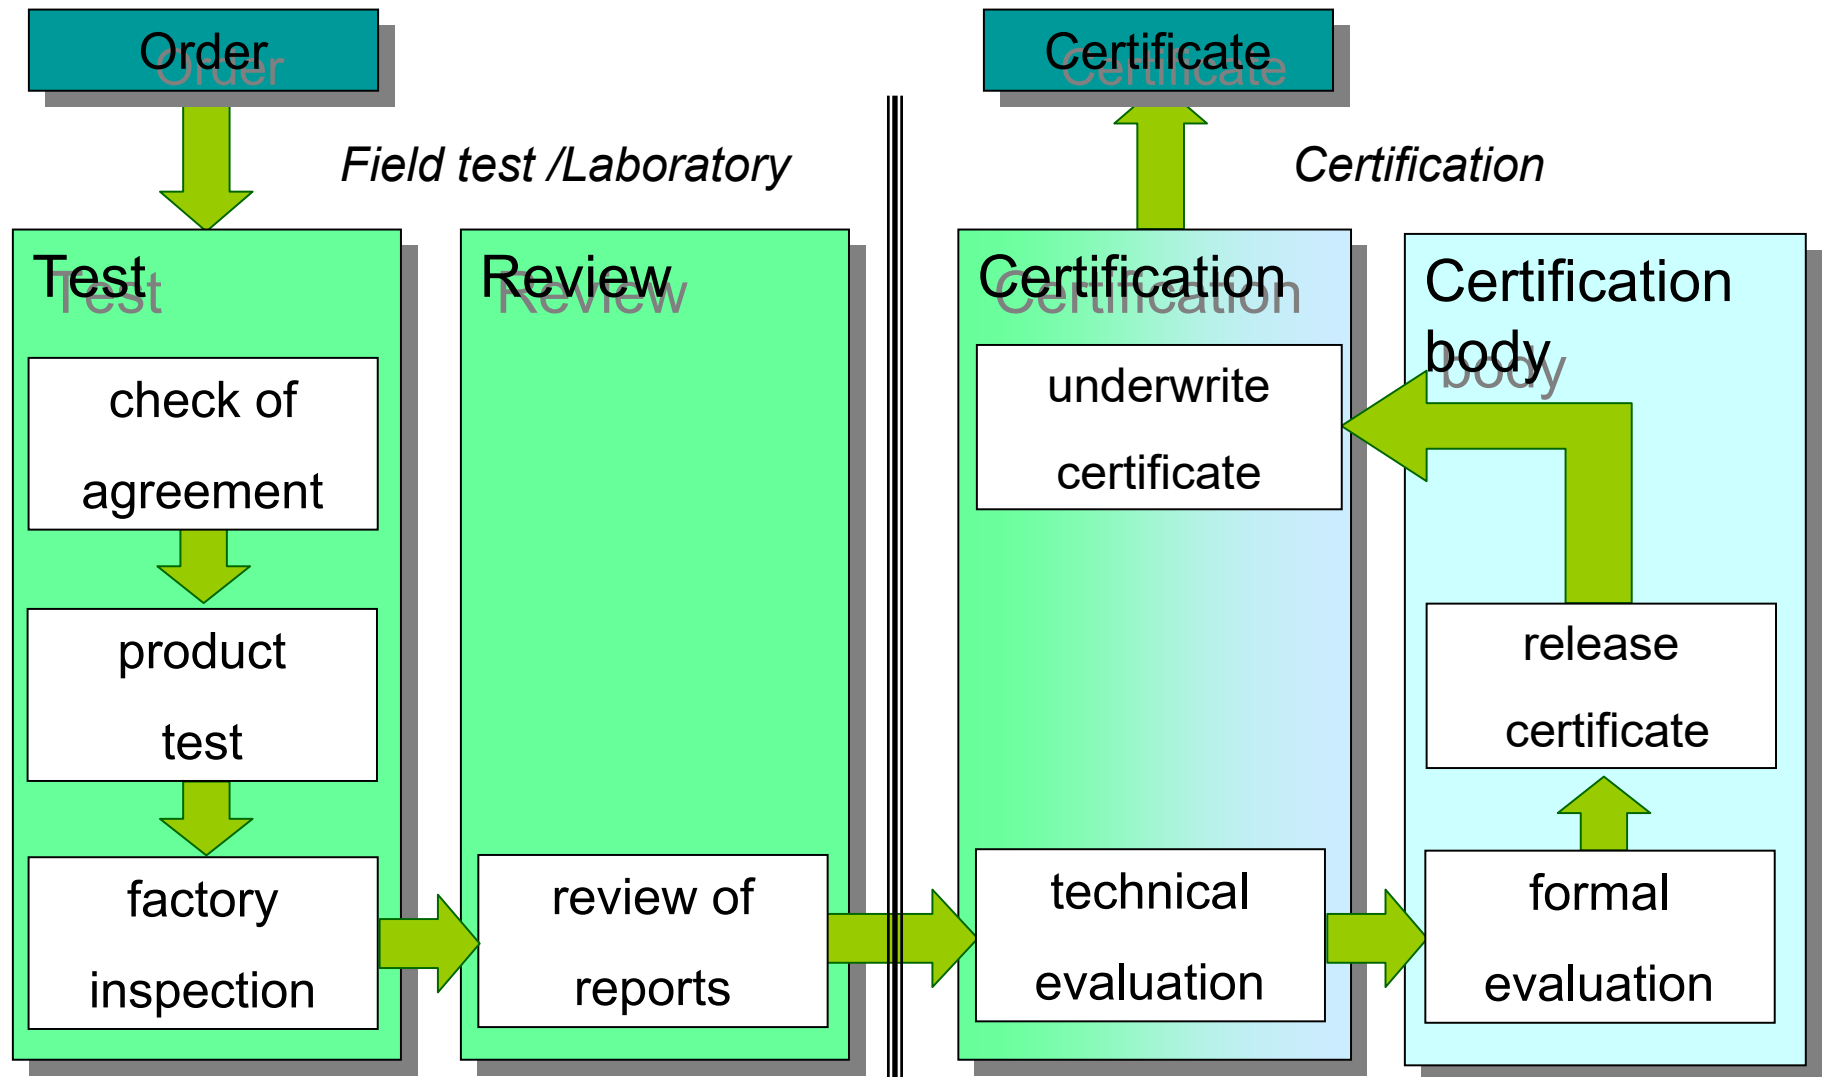 Order
Certificate
Field test /Laboratory
Certification
Test
check of
agreement
product
test
factory
inspection
Review
review of
reports
Certification
underwrite
certificate
technical
evaluation
Certification
body
release
certificate
formal
evaluation